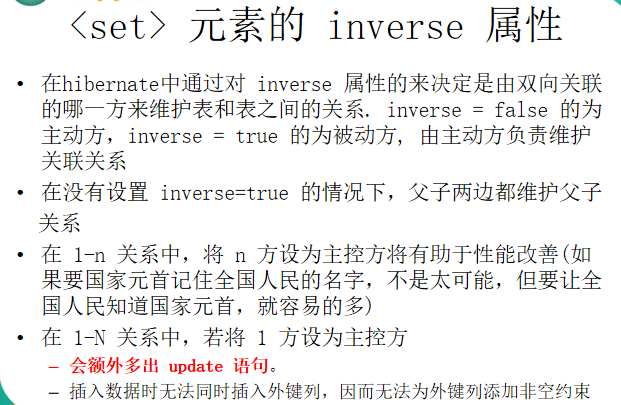 <set> 元素的 inverse 属性
• 在hibernate中通过对 inverse 属性的来决定是由双向关联
的哪一方来维护表和表之间的关系. inverse = false 的为
主动方，inverse = true 的为被动方, 由主动方负责维护
关联关系
• 在没有设置 inverse=true 的情况下，父子两边都维护父子
关系
• 在 1-n 关系中，将 n 方设为主控方将有助于性能改善(如
果要国家元首记住全国人民的名字，不是太可能，但要让全
国人民知道国家元首，就容易的多)
• 在 1-N 关系中，若将 1 方设为主控方
– 会额外多出 update 语句。
– 插入数据时无法同时插入外键列，因而无法为外键列添加非空约束